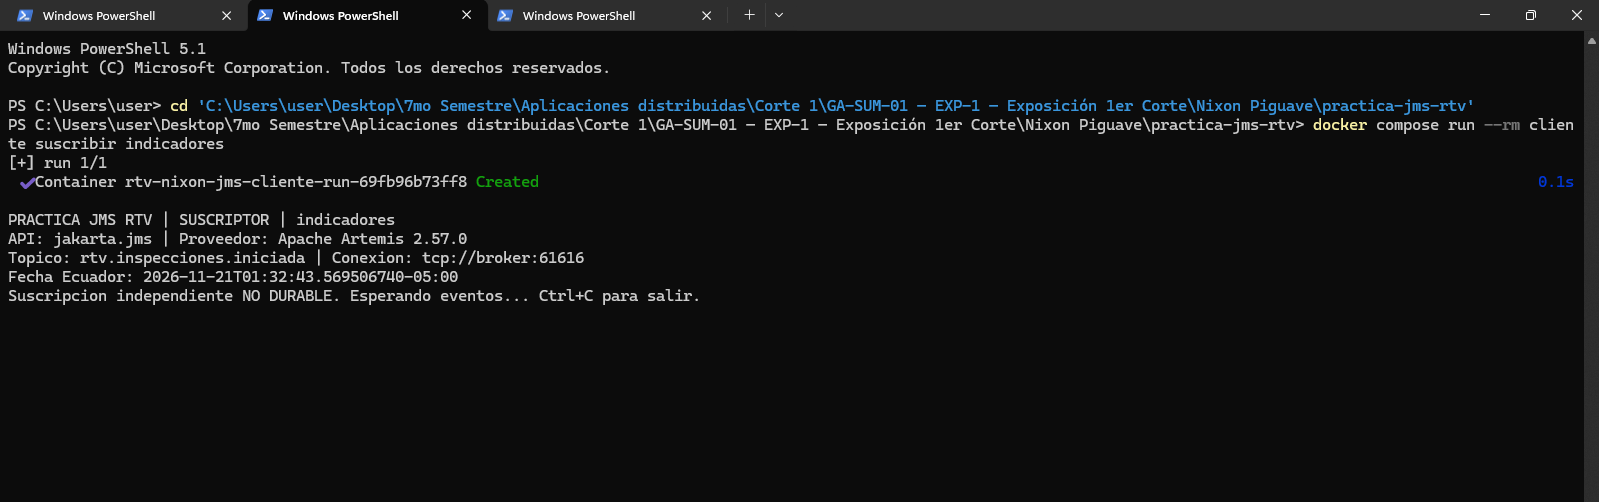 Windows PowerShell
Windows PowerShell
Windows PowerShell
Windows PowerShell 5.1
Copyright (C) Microsoft Corporation. Todos los derechos reservados.
PS C:\Users\user> cd 'C:\Users\user\Desktop\7mo Semestre\Aplicaciones distribuidas\Corte 1\GA-SUM-01 - EXP-1 - Exposición 1er Corte\Nixon Piguave\practica-jms-rtv'
PS C:\Users\user\Desktop\7mo Semestre\Aplicaciones distribuidas\Corte 1\GA-SUM-01 - EXP-1 - Exposición 1er Corte\Nixon Piguave\practica-jms-rtv> docker compose run --rm clien
te suscribir indicadores
[+] run 1/1
✔Container rtv-nixon-jms-cliente-run-69fb96b73ff8 Created 0.1s
PRACTICA JMS RTV | SUSCRIPTOR | indicadores
API: jakarta.jms | Proveedor: Apache Artemis 2.57.0
Topico: rtv.inspecciones.iniciada | Conexion: tcp://broker:61616
Fecha Ecuador: 2026-11-21T01:32:43.569506740-05:00
Suscripcion independiente NO DURABLE. Esperando eventos... Ctrl+C para salir.